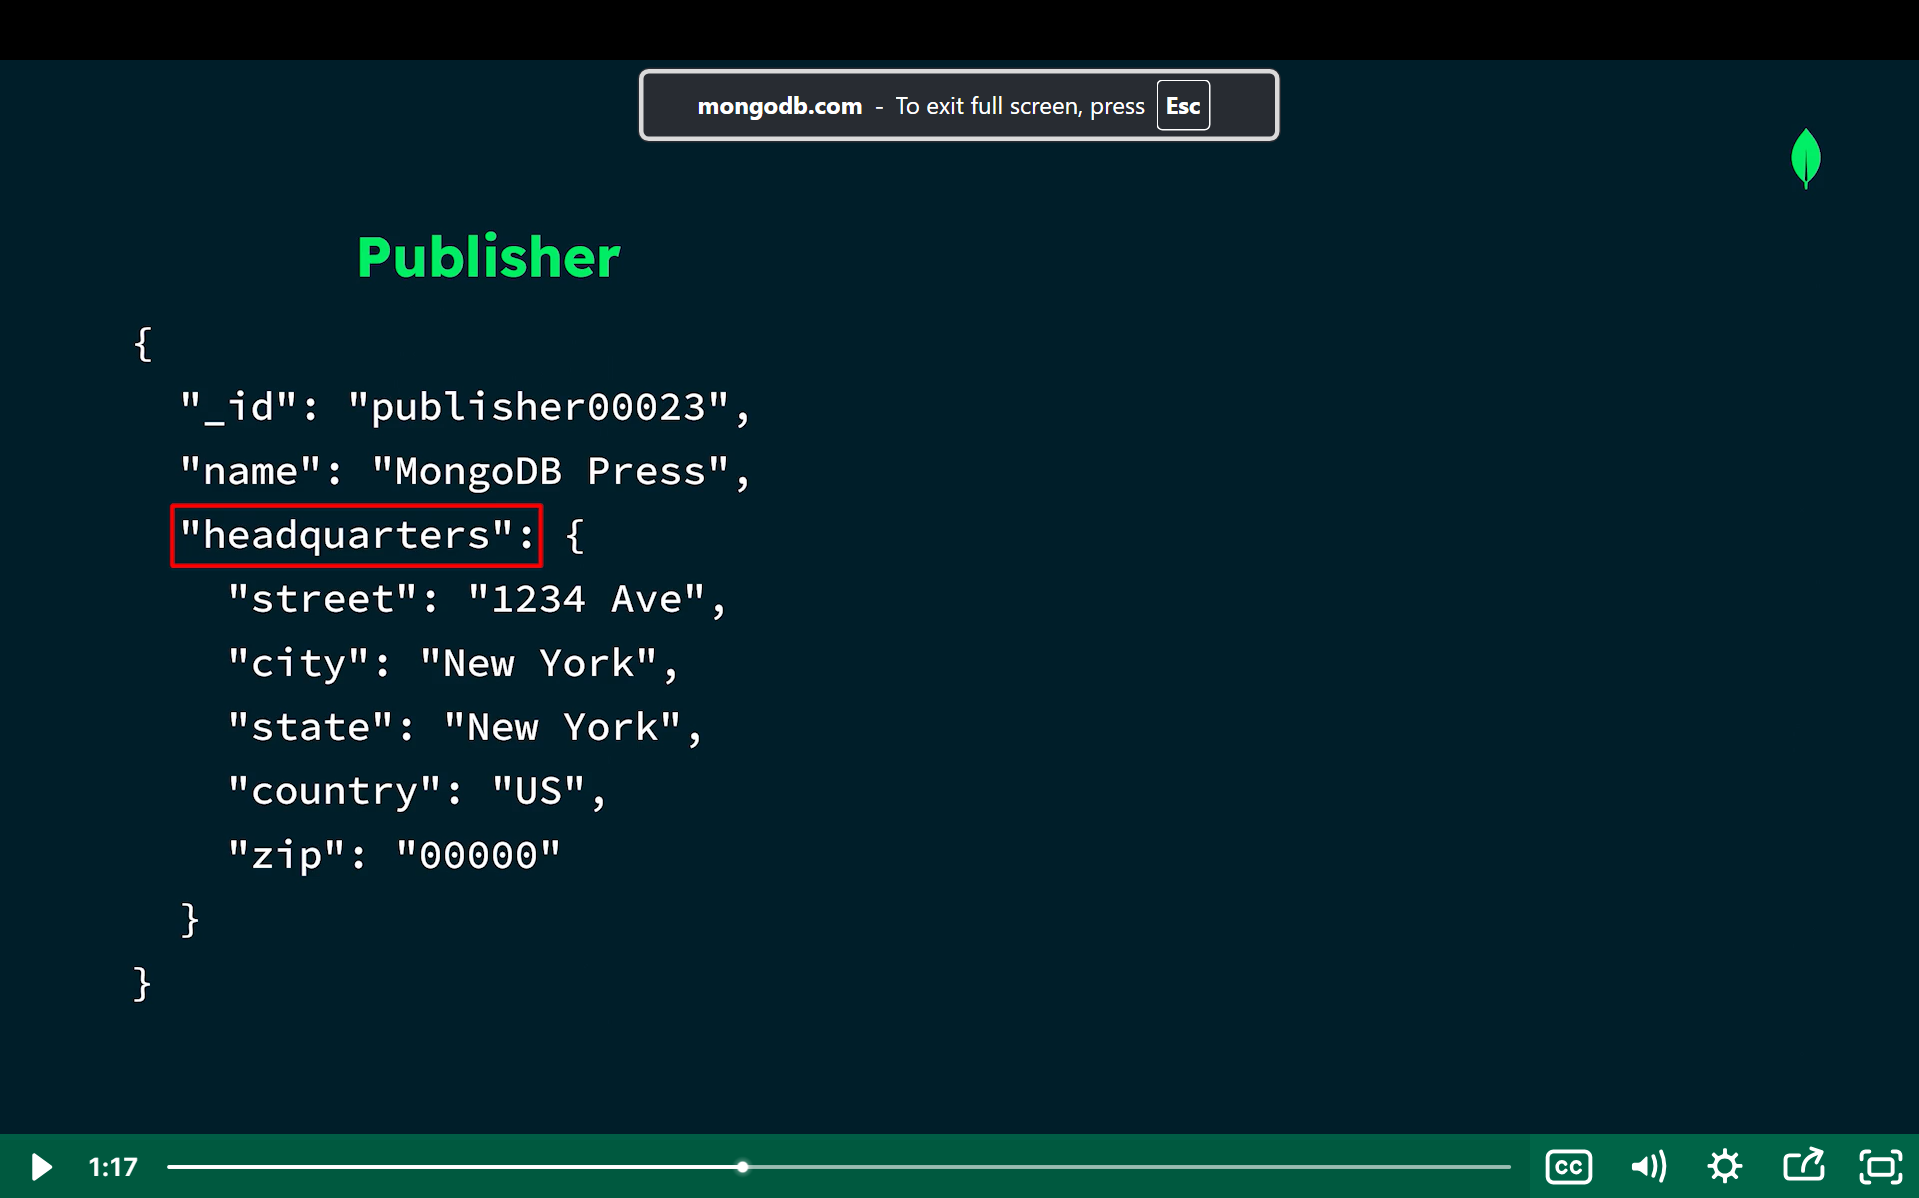 mongodb.com - To exit full screen, press Esc
Publisher
{
"_id": "publisher00023",
"name": "MongoDB Press",
"headquarters": {
"street": "1234 Ave",
"city": "New York",
"state": "New York",
"country": "US",
"zip": "00000"
}
}
1:17
CC